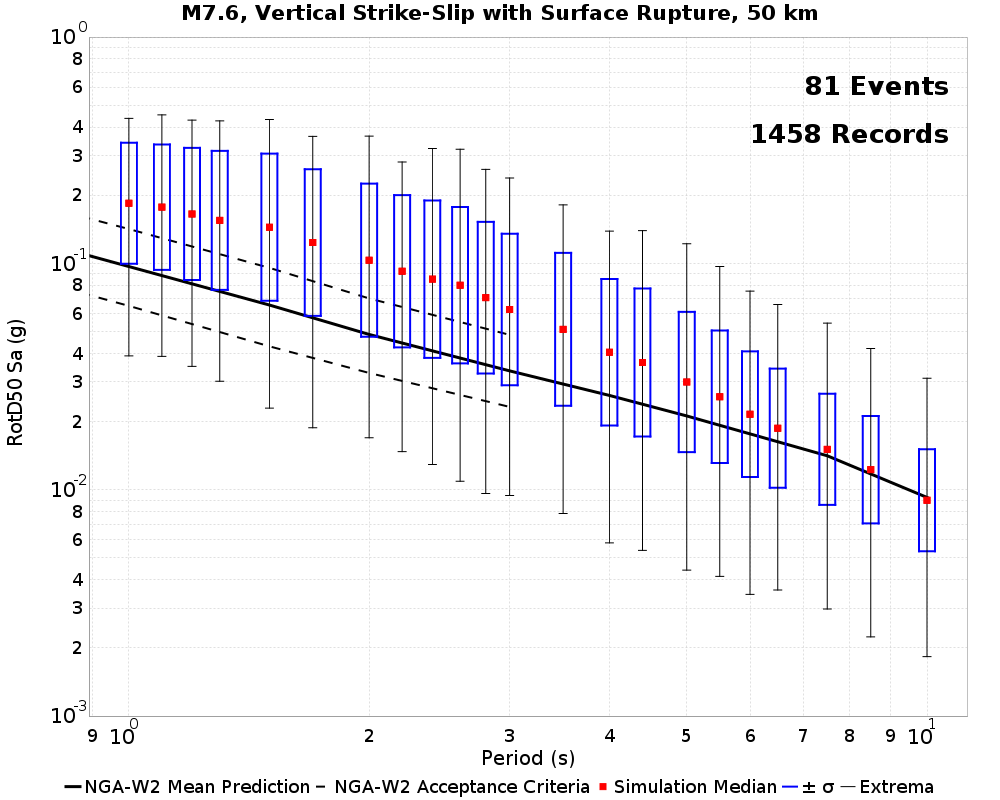 M7.6, Vertical Strike-Slip with Surface Rupture, 50 km
81 Events
1458 Records
RotD50 Sa (g)
10^0
8
6
4
3
2
10^-1
8
6
4
3
2
10^-2
8
6
4
3
2
10^-3
9 10^0 2 3 4 5 6 7 8 9 10^1
Period (s)
NGA-W2 Mean Prediction NGA-W2 Acceptance Criteria Simulation Median ± σ Extrema